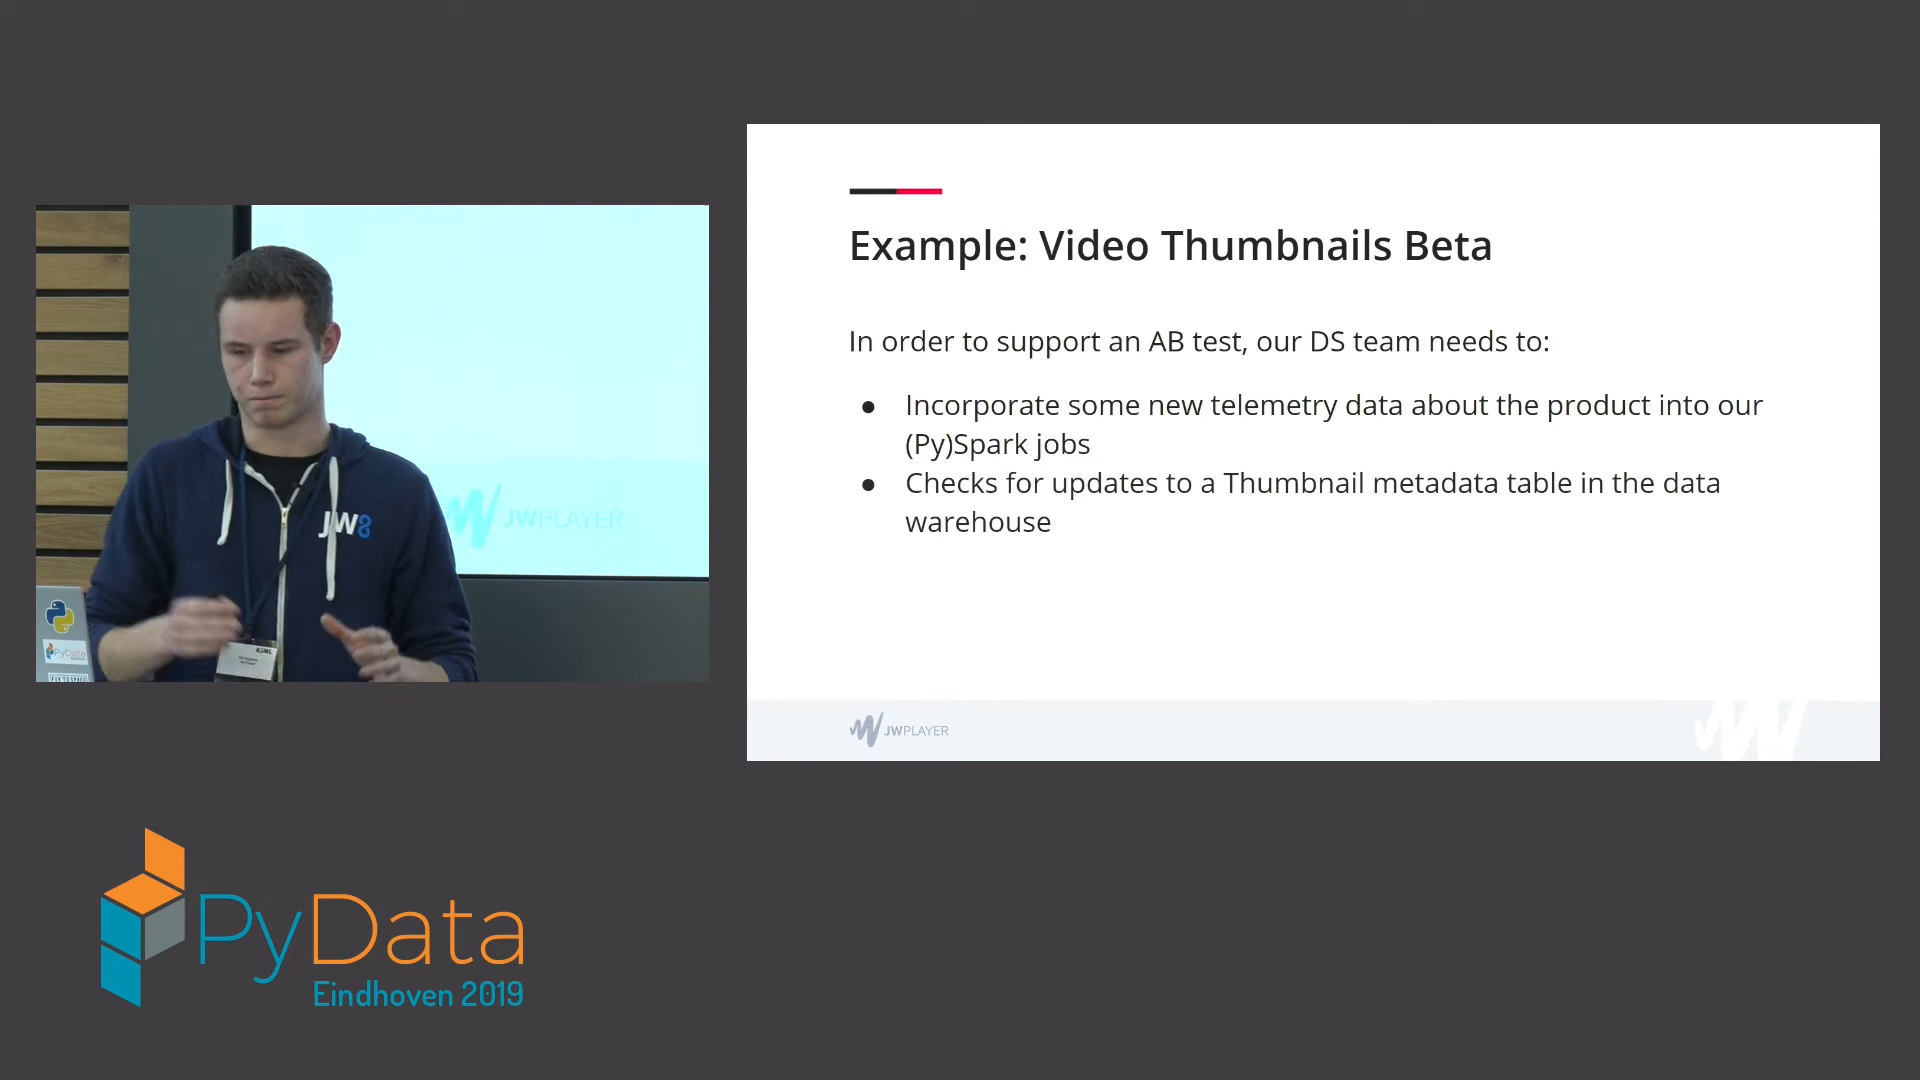 Example: Video Thumbnails Beta
In order to support an AB test, our DS team needs to:
● Incorporate some new telemetry data about the product into our
(Py)Spark jobs
● Checks for updates to a Thumbnail metadata table in the data
warehouse
JWPLAYER
JWPLAYER
JW8
PyData
PyData
Eindhoven 2019